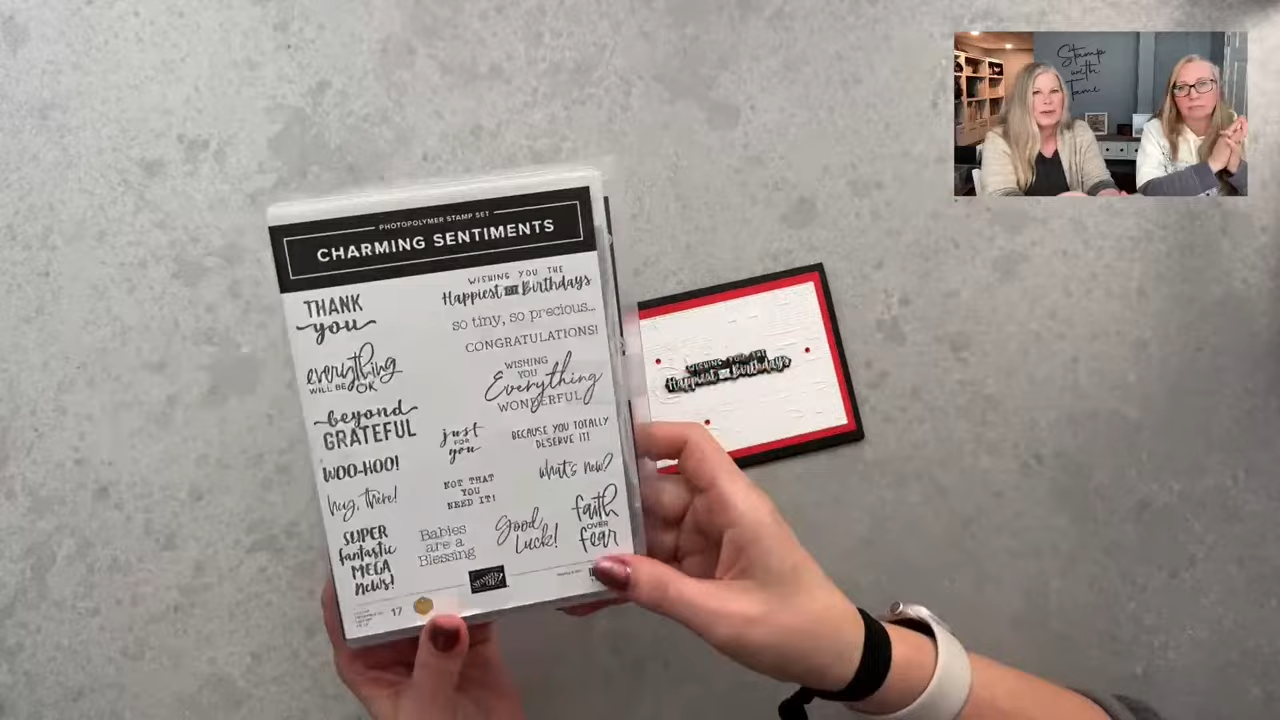 PHOTOPOLYMER STAMP SET
CHARMING SENTIMENTS
THANK
you
WISHING YOU THE
Happiest OF Birthdays
so tiny, so precious...
CONGRATULATIONS!
everything
WILL BE OK
WISHING
YOU
Everything
WONDERFUL
beyond
GRATEFUL
just
FOR
you
BECAUSE YOU TOTALLY
DESERVE IT!
WOO-HOO!
what's new?
hey, there!
NOT THAT
YOU
NEED IT!
faith
OVER
fear
SUPER
fantastic
MEGA
news!
Babies
are a
Blessing
Good
Luck!
STAMPIN' UP!
17
WISHING YOU THE
Happiest OF Birthdays
Stamp
with
Tami